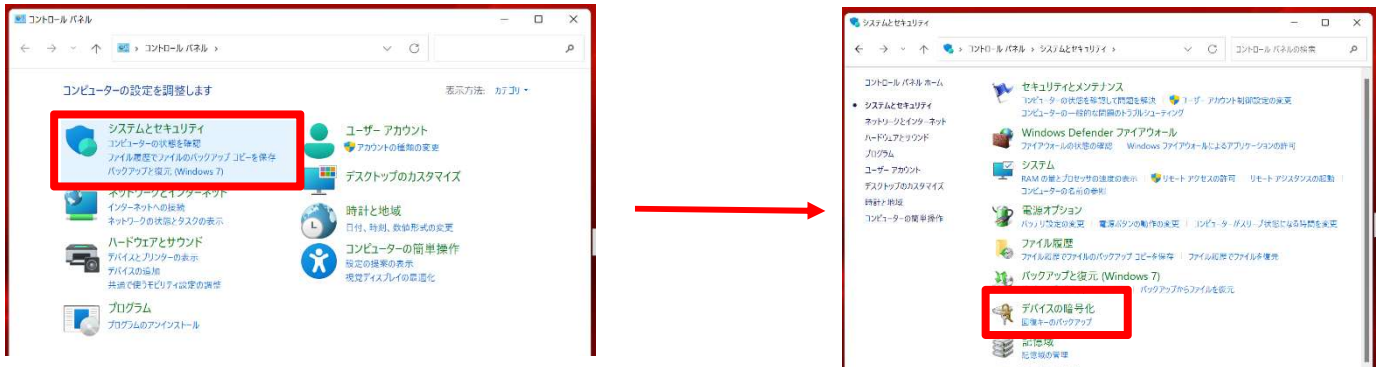 コントロール パネル
コントロール パネル
コンピューターの設定を調整します
表示方法: カテゴリ
システムとセキュリティ
コンピューターの状態を確認
ファイル履歴でファイルのバックアップ コピーを保存
バックアップと復元 (Windows 7)
ネットワークとインターネット
インターネットへの接続
ネットワークの状態とタスクの表示
ハードウェアとサウンド
デバイスとプリンターの表示
デバイスの追加
共通で使うモビリティ設定の調整
プログラム
プログラムのアンインストール
ユーザー アカウント
アカウントの種類の変更
デスクトップのカスタマイズ
時計と地域
日付、時刻、数値形式の変更
コンピューターの簡単操作
設定の提案の表示
視覚ディスプレイの最適化
システムとセキュリティ
コントロール パネル > システムとセキュリティ
コントロール パネルの検索
コントロール パネル ホーム
システムとセキュリティ
ネットワークとインターネット
ハードウェアとサウンド
プログラム
ユーザー アカウント
デスクトップのカスタマイズ
時計と地域
コンピューターの簡単操作
セキュリティとメンテナンス
コンピューターの状態を確認して問題を解決 ユーザー アカウント制御設定の変更
コンピューターの一般的な問題のトラブルシューティング
Windows Defender ファイアウォール
ファイアウォールの状態の確認 Windows ファイアウォールによるアプリケーションの許可
システム
RAM の量とプロセッサの速度の表示 リモート アクセスの許可 リモート アシスタンスの起動
コンピューターの名前の参照
電源オプション
バッテリ設定の変更 電源ボタンの動作の変更 コンピューターがスリープ状態になる時間を変更
ファイル履歴
ファイル履歴でファイルのバックアップ コピーを保存 ファイル履歴でファイルを復元
バックアップと復元 (Windows 7)
バックアップからファイルを復元
デバイスの暗号化
回復キーのバックアップ
記憶域
記憶域の管理